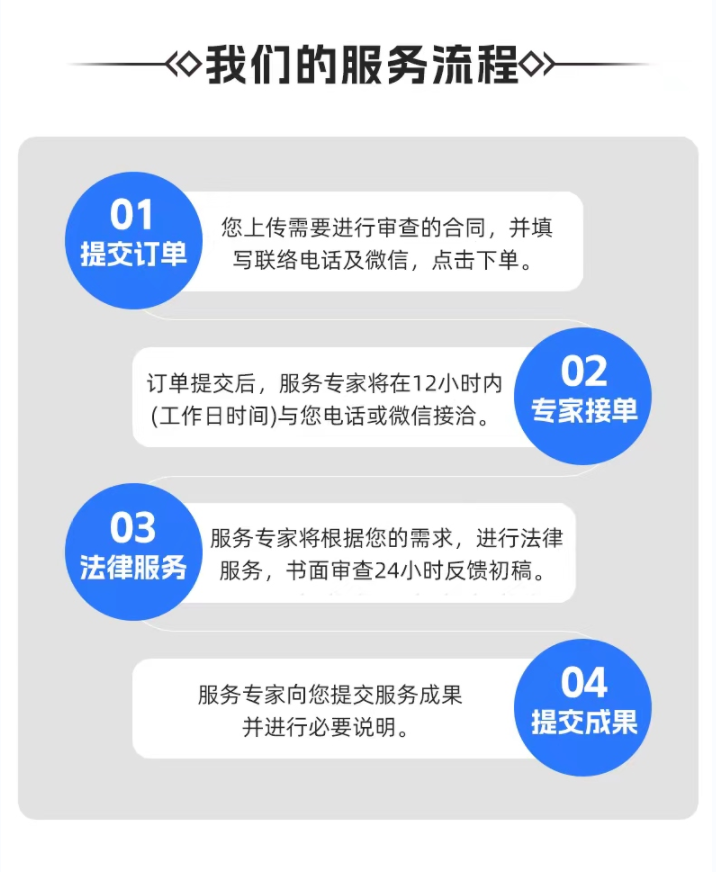 我们的服务流程
01
提交订单
您上传需要进行审查的合同，并填
写联络电话及微信，点击下单。
02
专家接单
订单提交后，服务专家将在12小时内
(工作日时间)与您电话或微信接洽。
03
法律服务
服务专家将根据您的需求，进行法律
服务，书面审查24小时反馈初稿。
04
提交成果
服务专家向您提交服务成果
并进行必要说明。